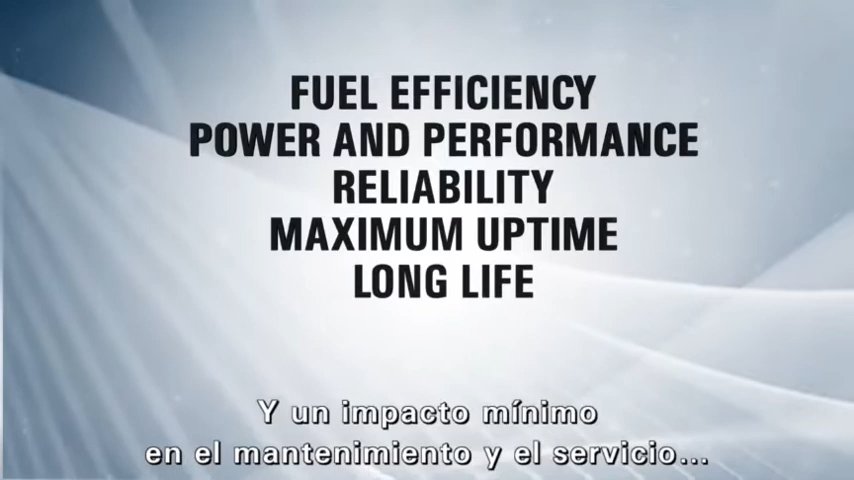 FUEL EFFICIENCY
POWER AND PERFORMANCE
RELIABILITY
MAXIMUM UPTIME
LONG LIFE
Y un impacto mínimo
en el mantenimiento y el servicio...